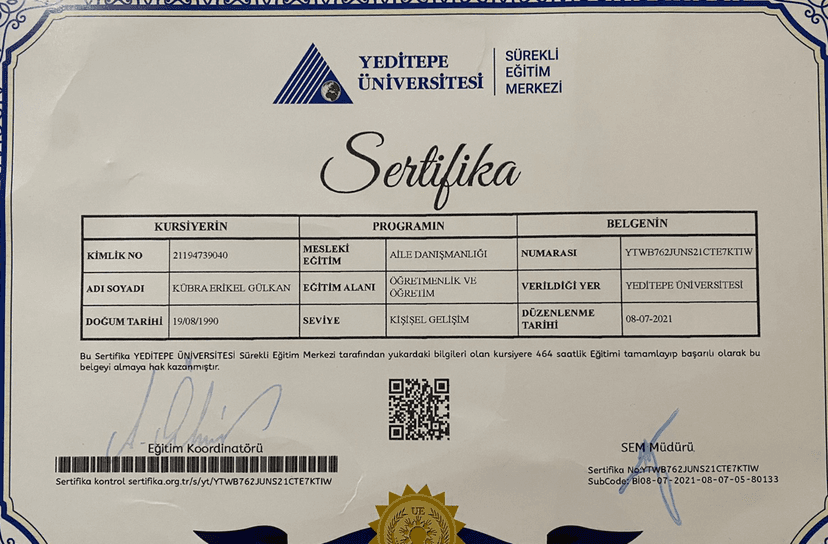 YEDİTEPE
ÜNİVERSİTESİ
SÜREKLİ
EĞİTİM
MERKEZİ
Sertifika
KURSİYERİN PROGRAMIN BELGENİN
KİMLİK NO 21194739040 MESLEKİ EĞİTİM AİLE DANIŞMANLIĞI NUMARASI YTWB762JUNS21CTE7KTIW
ADI SOYADI KÜBRA ERİKEL GÜLKAN EĞİTİM ALANI ÖĞRETMENLİK VE ÖĞRETİM VERİLDİĞİ YER YEDİTEPE ÜNİVERSİTESİ
DOĞUM TARİHİ 19/08/1990 SEVİYE KİŞİSEL GELİŞİM DÜZENLENME TARİHİ 08-07-2021
Bu Sertifika YEDİTEPE ÜNİVERSİTESİ Sürekli Eğitim Merkezi tarafından yukardaki bilgileri olan kursiyere 464 saatlik Eğitimi tamamlayıp başarılı olarak bu
belgeyi almaya hak kazanmıştır.
Eğitim Koordinatörü
SEM Müdürü
Sertifika kontrol sertifika.org.tr/s/yt/YTWB762JUNS21CTE7KTIW
Sertifika No:YTWB762JUNS21CTE7KTIW
SubCode: BI08-07-2021-08-07-05-80133
UE